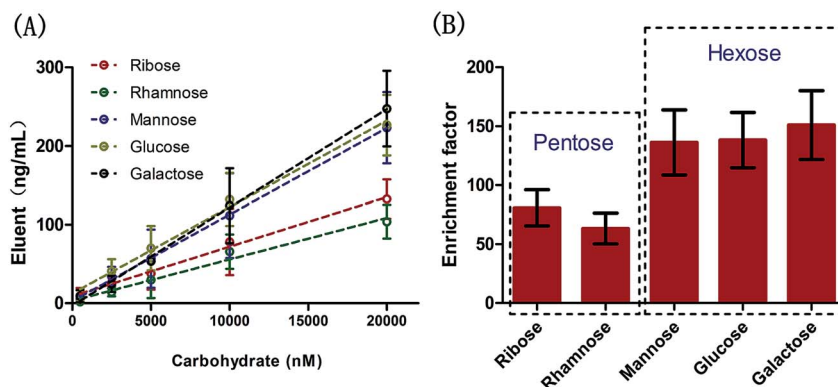 (A)
Ribose
Rhamnose
Mannose
Glucose
Galactose
Eluent (ng/mL)
300
200
100
0
0
5000
10000
15000
20000
Carbohydrate (nM)
(B)
Hexose
Pentose
Enrichment factor
200
150
100
50
0
Ribose
Rhamnose
Mannose
Glucose
Galactose